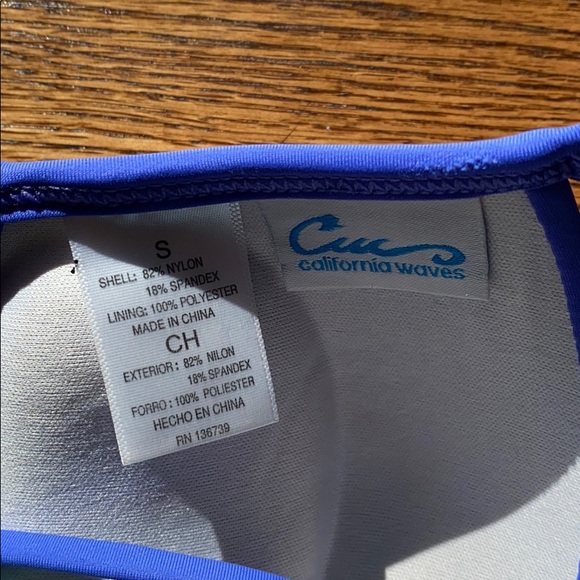 S
SHELL: 82% NYLON
18% SPANDEX
LINING: 100% POLYESTER
MADE IN CHINA
CH
EXTERIOR: 82% NILON
18% SPANDEX
FORRO: 100% POLIESTER
HECHO EN CHINA
RN 136739
california waves